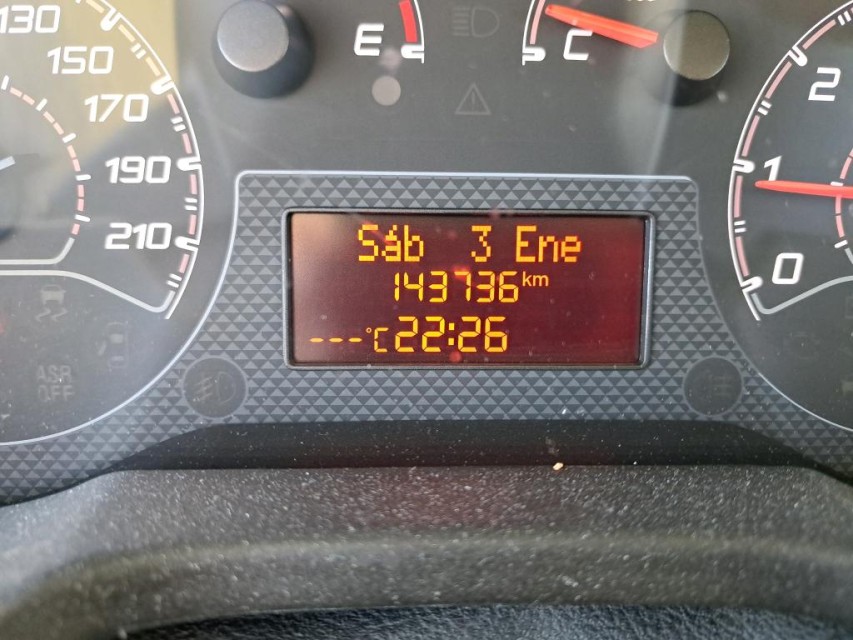 130
150
170
190
210
E
C
2
1
0
Sáb 3 Ene
143736 km
---°C 22:26
ASR
OFF